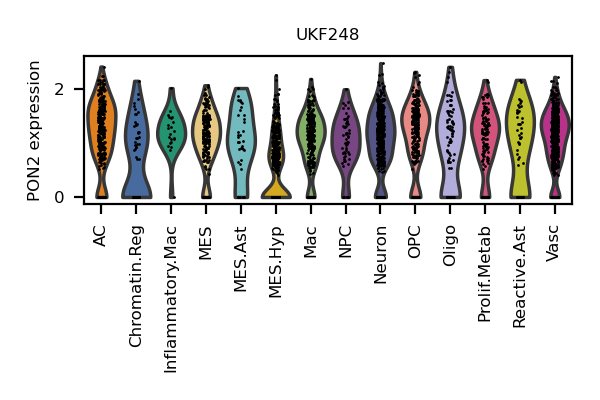 UKF248
PON2 expression
2
0
AC
Chromatin.Reg
Inflammatory.Mac
MES
MES.Ast
MES.Hyp
Mac
NPC
Neuron
OPC
Oligo
Prolif.Metab
Reactive.Ast
Vasc